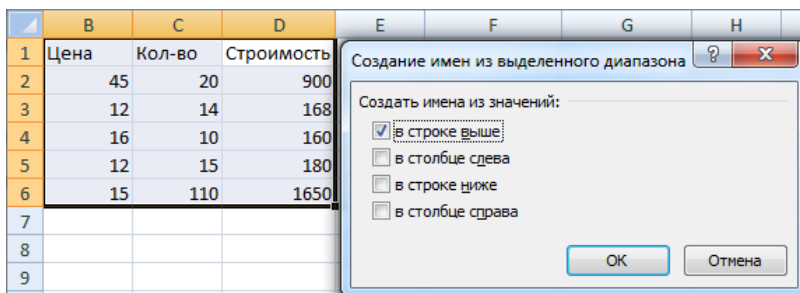 B C D E F G H
1 Цена Кол-во Строимость
2 45 20 900
3 12 14 168
4 16 10 160
5 12 15 180
6 15 110 1650
7
8
9
Создание имен из выделенного диапазона ? X
Создать имена из значений:
в строке выше
в столбце слева
в строке ниже
в столбце справа
ОК Отмена